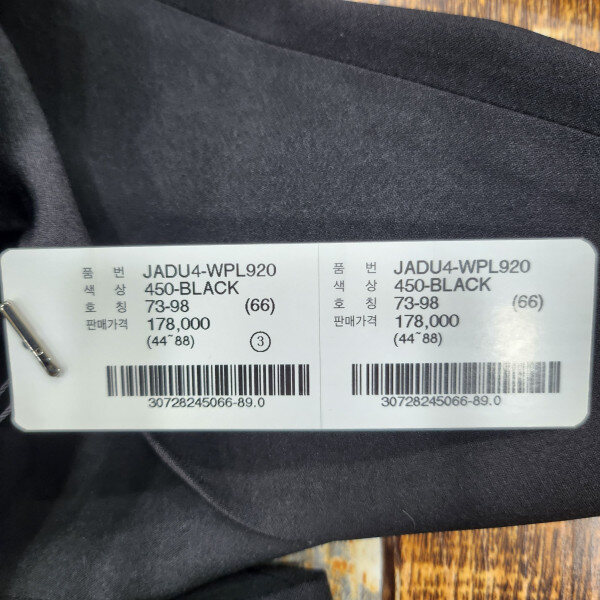 품 번 JADU4-WPL920
색 상 450-BLACK
호 칭 73-98 (66)
판매가격 178,000
(44~88) 3
30728245066-89.0
품 번 JADU4-WPL920
색 상 450-BLACK
호 칭 73-98 (66)
판매가격 178,000
(44~88)
30728245066-89.0